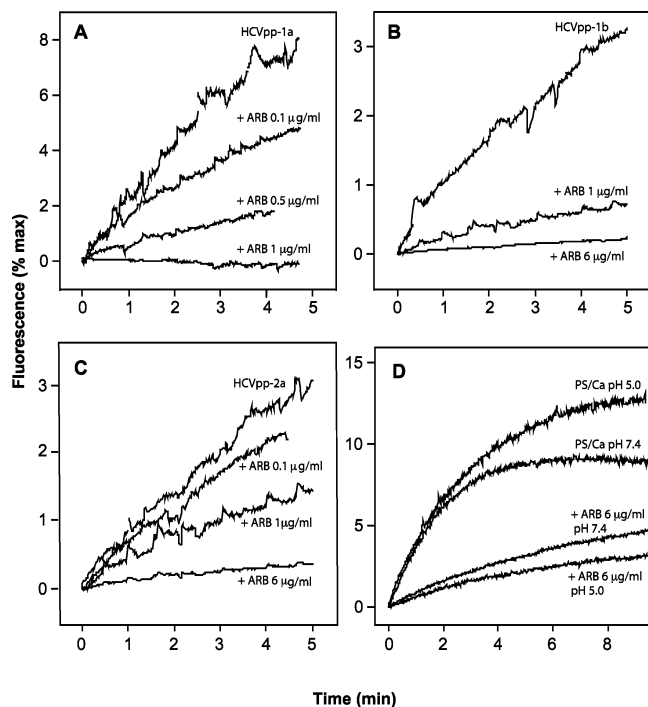 A
HCVpp-1a
+ ARB 0.1 µg/ml
+ ARB 0.5 µg/ml
+ ARB 1 µg/ml
8
6
4
2
0
0 1 2 3 4 5
B
HCVpp-1b
+ ARB 1 µg/ml
+ ARB 6 µg/ml
3
2
1
0
0 1 2 3 4 5
Fluorescence (% max)
C
HCVpp-2a
+ ARB 0.1 µg/ml
+ ARB 1µg/ml
+ ARB 6 µg/ml
3
2
1
0
0 1 2 3 4 5
D
PS/Ca pH 5.0
PS/Ca pH 7.4
+ ARB 6 µg/ml
pH 7.4
+ ARB 6 µg/ml
pH 5.0
15
10
5
0
0 2 4 6 8
Time (min)